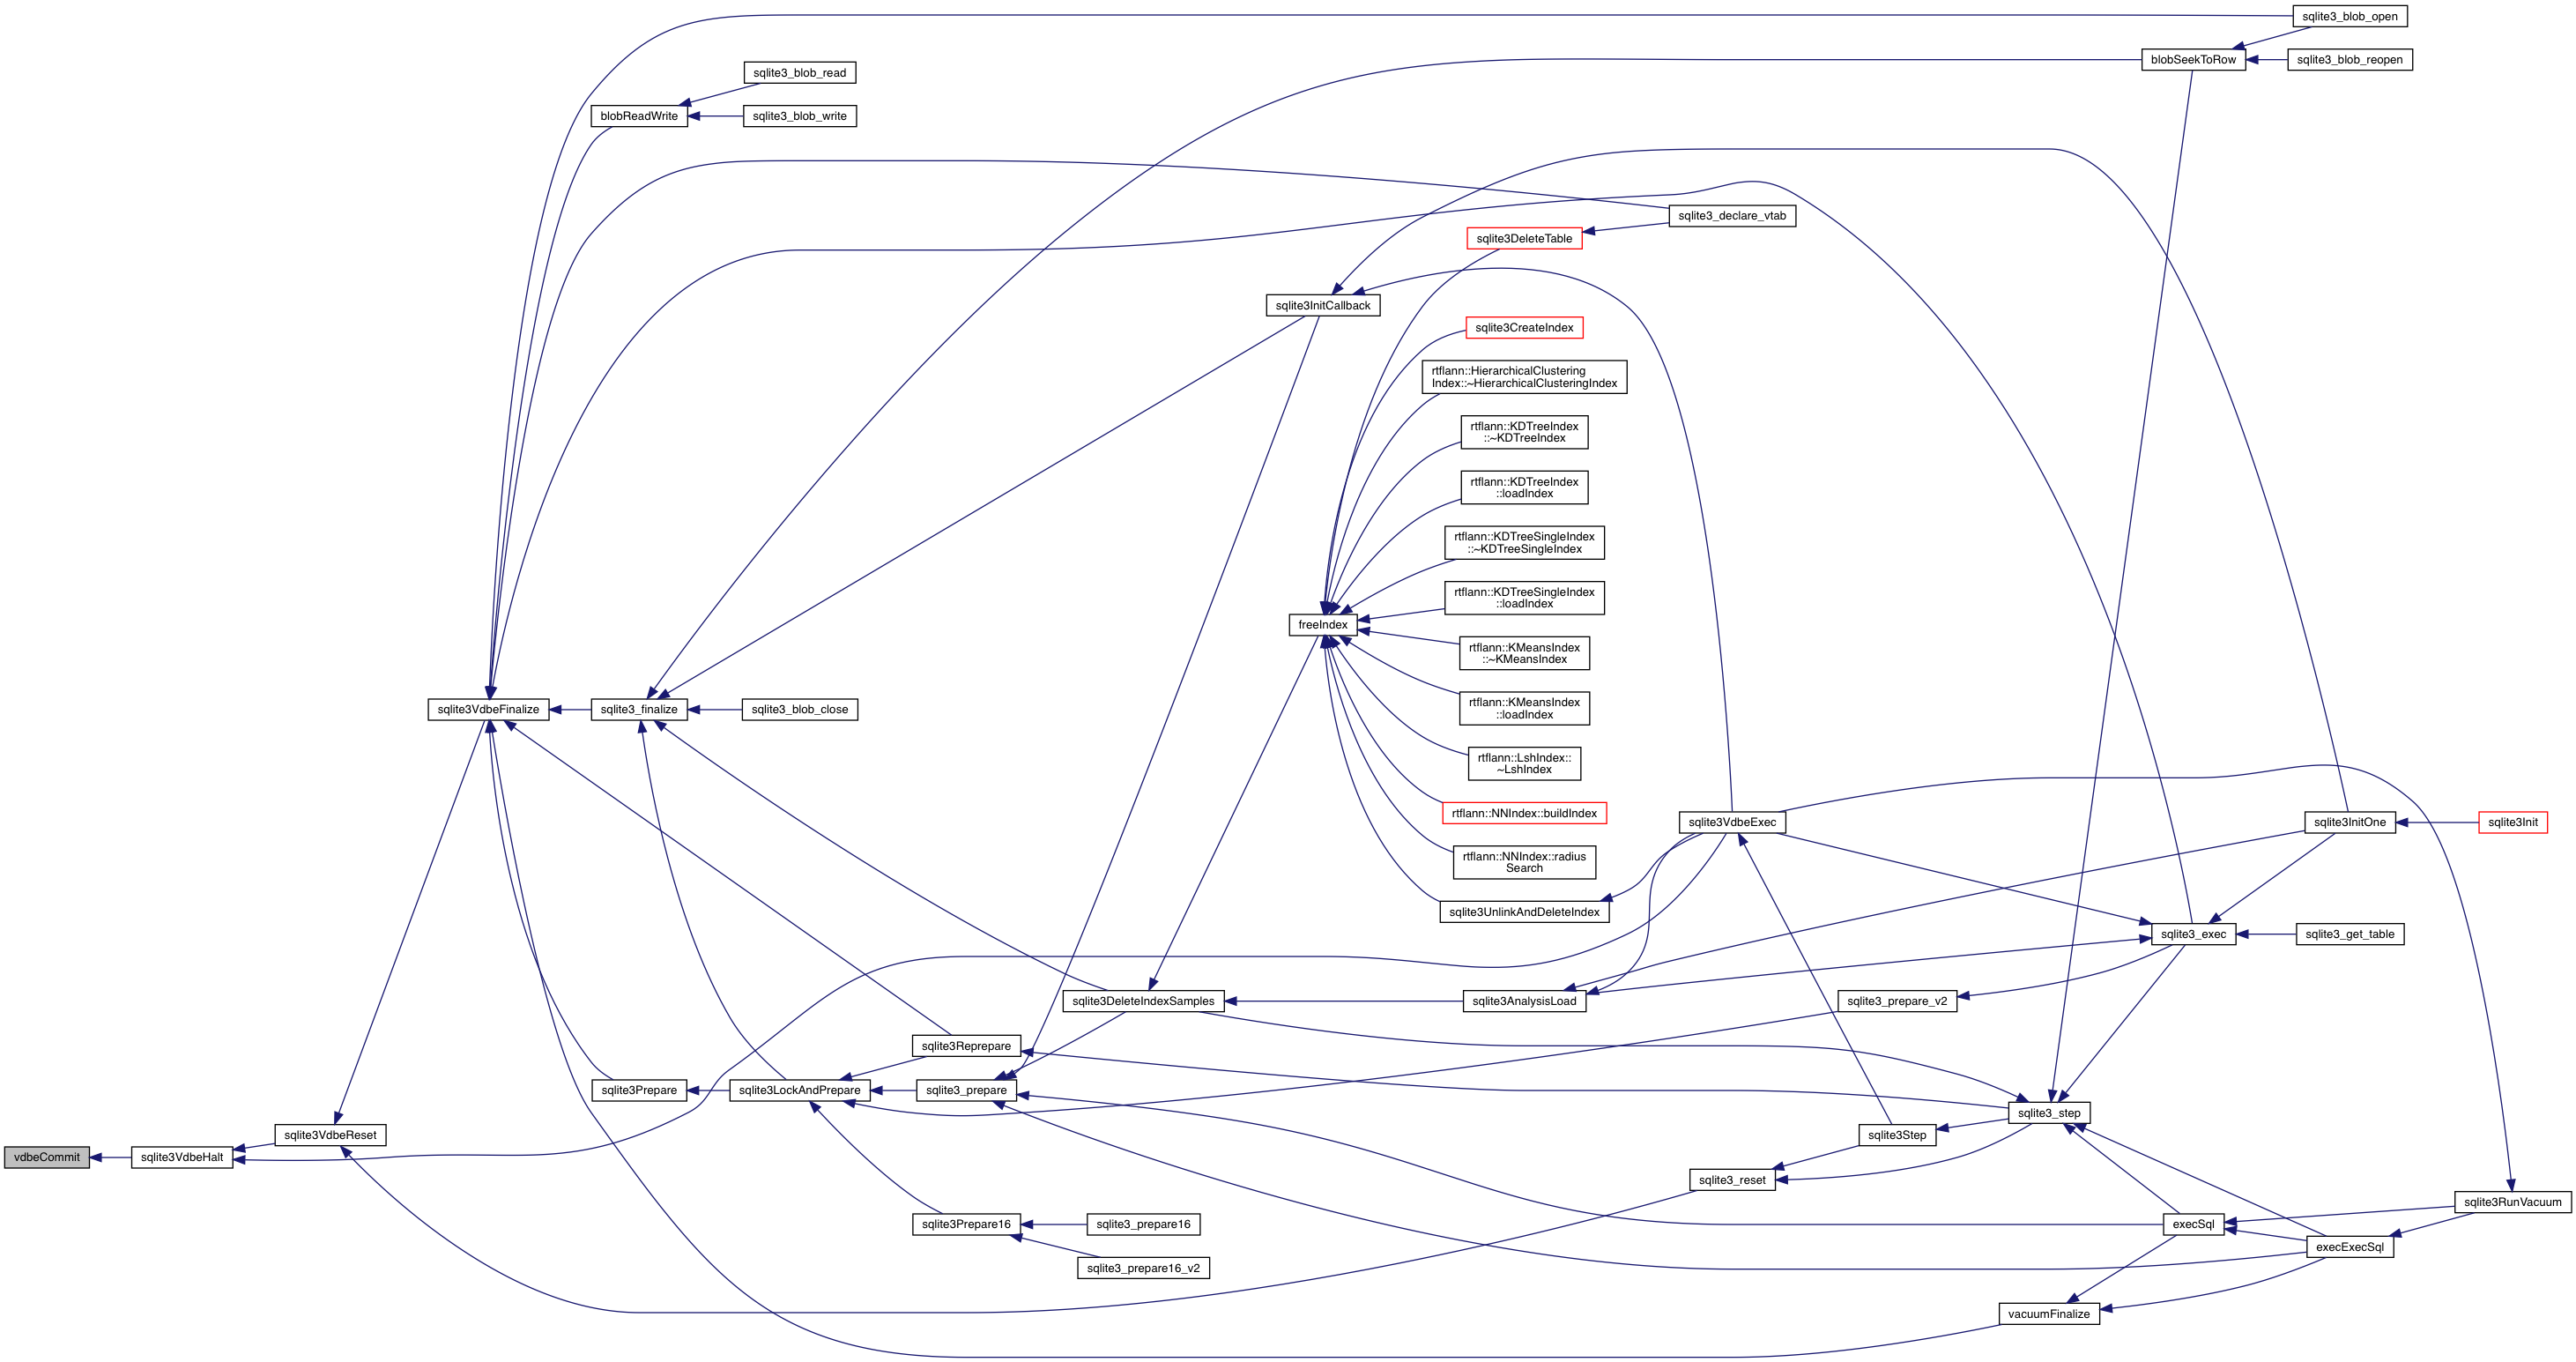 sqlite3_blob_open
blobSeekToRow
sqlite3_blob_reopen
sqlite3_blob_read
blobReadWrite
sqlite3_blob_write
sqlite3_declare_vtab
sqlite3DeleteTable
sqlite3InitCallback
sqlite3CreateIndex
rtflann::HierarchicalClustering
Index::~HierarchicalClusteringIndex
rtflann::KDTreeIndex
::~KDTreeIndex
rtflann::KDTreeIndex
::loadIndex
rtflann::KDTreeSingleIndex
::~KDTreeSingleIndex
rtflann::KDTreeSingleIndex
::loadIndex
freeIndex
rtflann::KMeansIndex
::~KMeansIndex
rtflann::KMeansIndex
::loadIndex
sqlite3VdbeFinalize
sqlite3_finalize
sqlite3_blob_close
rtflann::LshIndex::
~LshIndex
rtflann::NNIndex::buildIndex
sqlite3VdbeExec
sqlite3InitOne
sqlite3Init
rtflann::NNIndex::radius
Search
sqlite3UnlinkAndDeleteIndex
sqlite3_exec
sqlite3_get_table
sqlite3DeleteIndexSamples
sqlite3AnalysisLoad
sqlite3_prepare_v2
sqlite3Reprepare
sqlite3Prepare
sqlite3LockAndPrepare
sqlite3_prepare
sqlite3_step
sqlite3VdbeReset
sqlite3Step
vdbeCommit
sqlite3VdbeHalt
sqlite3_reset
sqlite3RunVacuum
sqlite3Prepare16
sqlite3_prepare16
execSql
execExecSql
sqlite3_prepare16_v2
vacuumFinalize